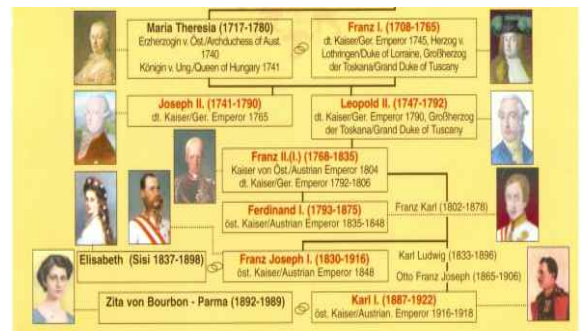 Maria Theresia (1717-1780)
Erzherzogin v. Öst./Archduchess of Aust.
1740
Königin v. Ung./Queen of Hungary 1741
Franz I. (1708-1765)
dt. Kaiser/Ger. Emperor 1745, Herzog v.
Lothringen/Duke of Lorraine, Großherzog
der Toskana/Grand Duke of Tuscany
Joseph II. (1741-1790)
dt. Kaiser/Ger. Emperor 1765
Leopold II. (1747-1792)
dt. Kaiser/Ger. Emperor 1790, Großherzog
der Toskana/Grand Duke of Tuscany
Franz II.(I.) (1768-1835)
Kaiser von Öst./Austrian Emperor 1804
dt. Kaiser/Ger. Emperor 1792-1806
Ferdinand I. (1793-1875)
öst. Kaiser/Austrian Emperor 1835-1848
Franz Karl (1802-1878)
Elisabeth (Sisi 1837-1898)
Franz Joseph I. (1830-1916)
öst. Kaiser/Austrian Emperor 1848
Karl Ludwig (1833-1896)
Otto Franz Joseph (1865-1906)
Zita von Bourbon - Parma (1892-1989)
Karl I. (1887-1922)
öst. Kaiser/Austrian. Emperor 1916-1918